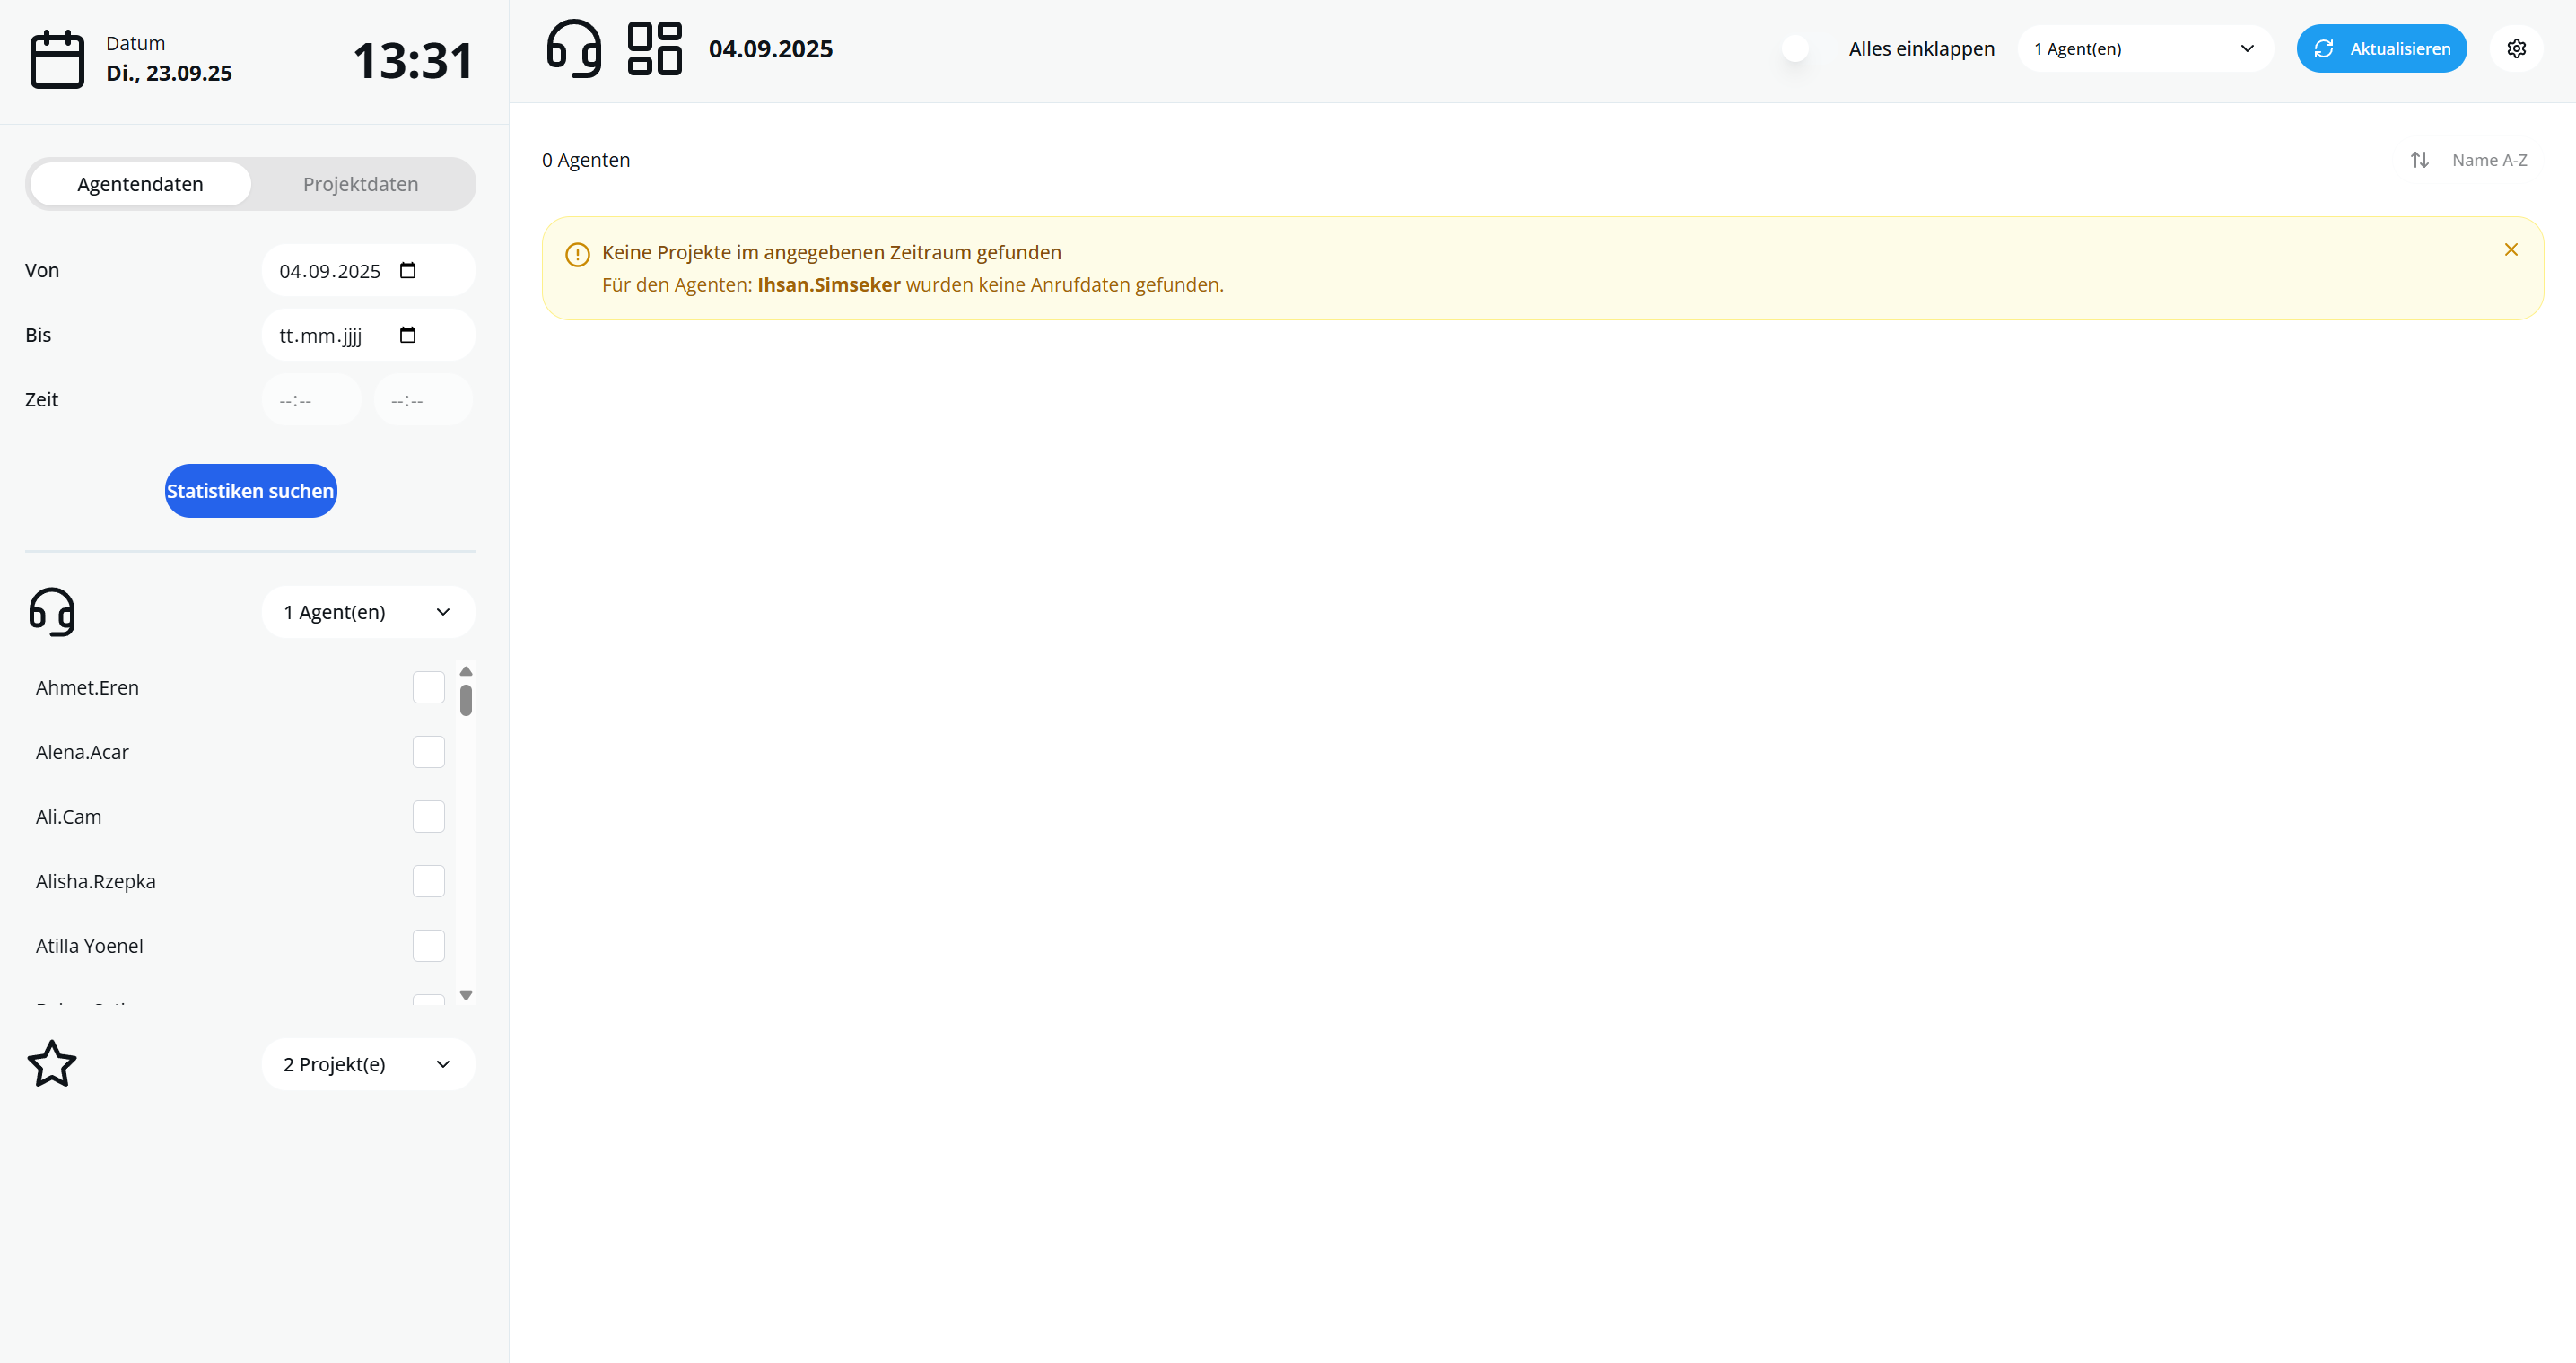 Datum
Di., 23.09.25
13:31
04.09.2025
Alles einklappen
1 Agent(en)
Aktualisieren
Agentendaten
Projektdaten
Von
04.09.2025
Bis
tt.mm.jjjj
Zeit
--:--
--:--
Statistiken suchen
1 Agent(en)
Ahmet.Eren
Alena.Acar
Ali.Cam
Alisha.Rzepka
Atilla Yoenel
2 Projekt(e)
0 Agenten
Name A-Z
Keine Projekte im angegebenen Zeitraum gefunden
Für den Agenten: Ihsan.Simseker wurden keine Anrufdaten gefunden.